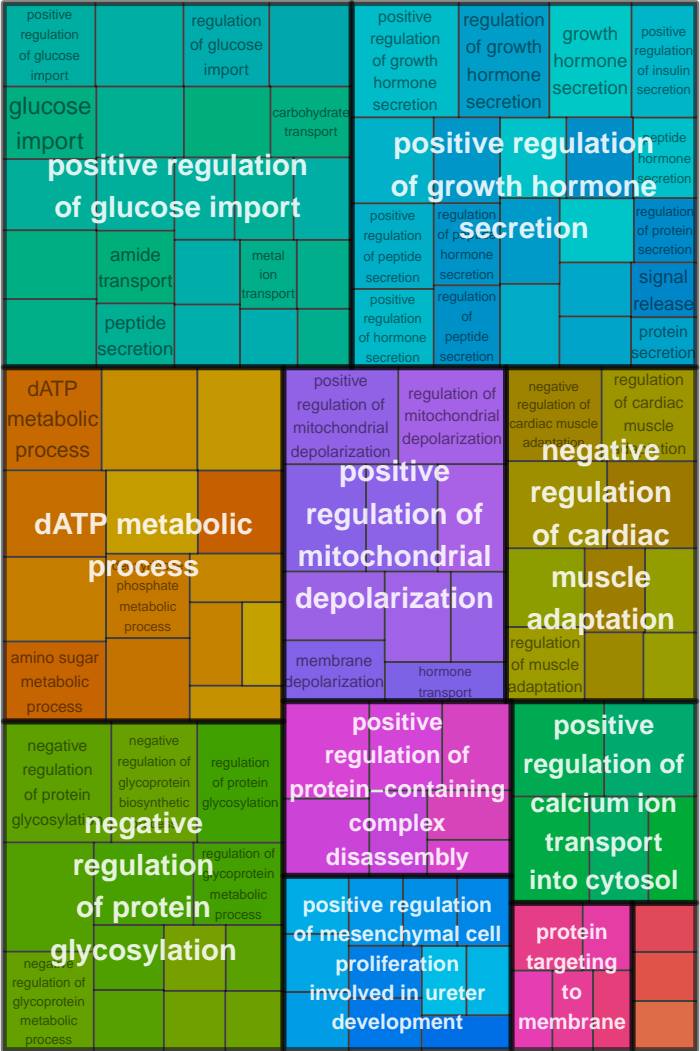 positive
regulation
of glucose
import
regulation
of glucose
import
glucose
import
carbohydrate
transport
positive regulation
of glucose import
amide
transport
metal
ion
transport
peptide
secretion
positive
regulation
of growth
hormone
secretion
regulation
of growth
hormone
secretion
growth
hormone
secretion
positive
regulation
of insulin
secretion
peptide
hormone
secretion
positive regulation
of growth hormone
secretion
positive
regulation
of peptide
secretion
regulation
of peptide
hormone
secretion
regulation
of protein
secretion
signal
release
positive
regulation
of hormone
secretion
regulation
of
peptide
secretion
protein
secretion
dATP
metabolic
process
dATP metabolic
process
phosphate
metabolic
process
amino sugar
metabolic
process
positive
regulation of
mitochondrial
depolarization
regulation of
mitochondrial
depolarization
positive
regulation of
mitochondrial
depolarization
membrane
depolarization
hormone
transport
negative
regulation of
cardiac muscle
adaptation
regulation
of cardiac
muscle
adaptation
negative
regulation
of cardiac
muscle
adaptation
regulation
of muscle
adaptation
negative
regulation
of protein
glycosylation
negative
regulation of
glycoprotein
biosynthetic
regulation
of protein
glycosylation
regulation of
glycoprotein
metabolic
process
negative
regulation
of protein
glycosylation
negative
regulation of
glycoprotein
metabolic
process
positive
regulation of
protein−containing
complex
disassembly
positive
regulation of
calcium ion
transport
into cytosol
positive regulation
of mesenchymal cell
proliferation
involved in ureter
development
protein
targeting
to
membrane